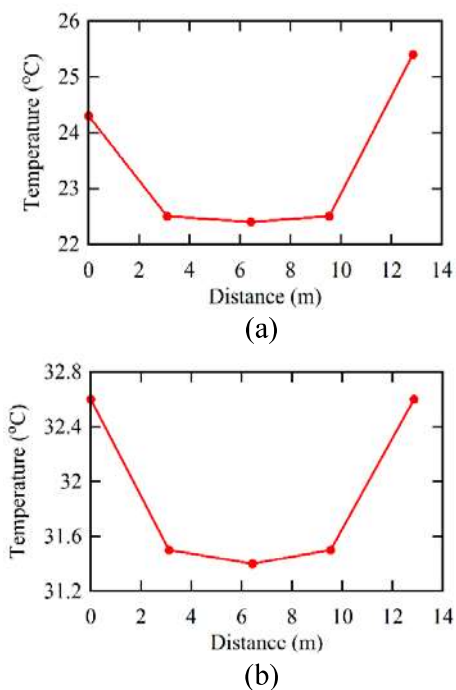 26
25
24
23
22
Temperature (°C)
0 2 4 6 8 10 12 14
Distance (m)
(a)
32.8
32.4
32
31.6
31.2
Temperature (°C)
0 2 4 6 8 10 12 14
Distance (m)
(b)